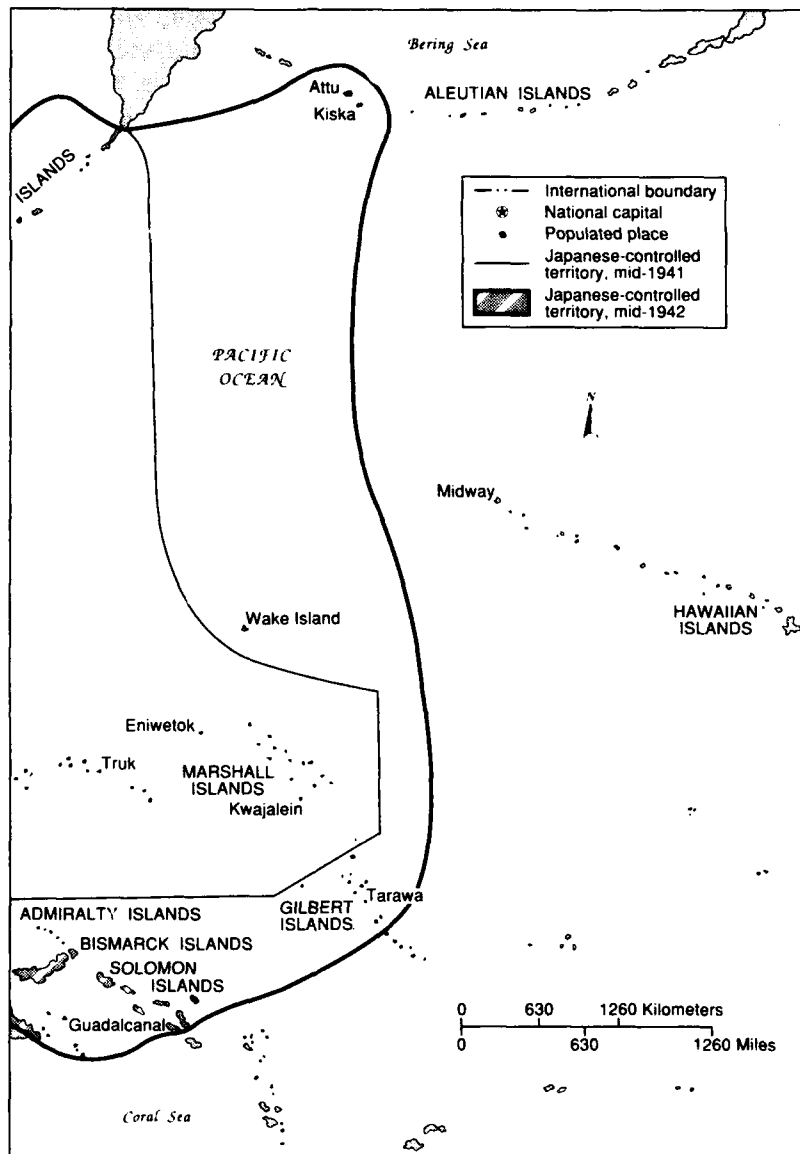 Bering Sea
Attu
Kiska
ALEUTIAN ISLANDS
ISLANDS
International boundary
National capital
Populated place
Japanese-controlled
territory, mid-1941
Japanese-controlled
territory, mid-1942
PACIFIC
OCEAN
N
Midway
HAWAIIAN
ISLANDS
Wake Island
Eniwetok
Truk
MARSHALL
ISLANDS
Kwajalein
GILBERT
ISLANDS
Tarawa
ADMIRALTY ISLANDS
BISMARCK ISLANDS
SOLOMON
ISLANDS
Guadalcanal
0 630 1260 Kilometers
0 630 1260 Miles
Coral Sea